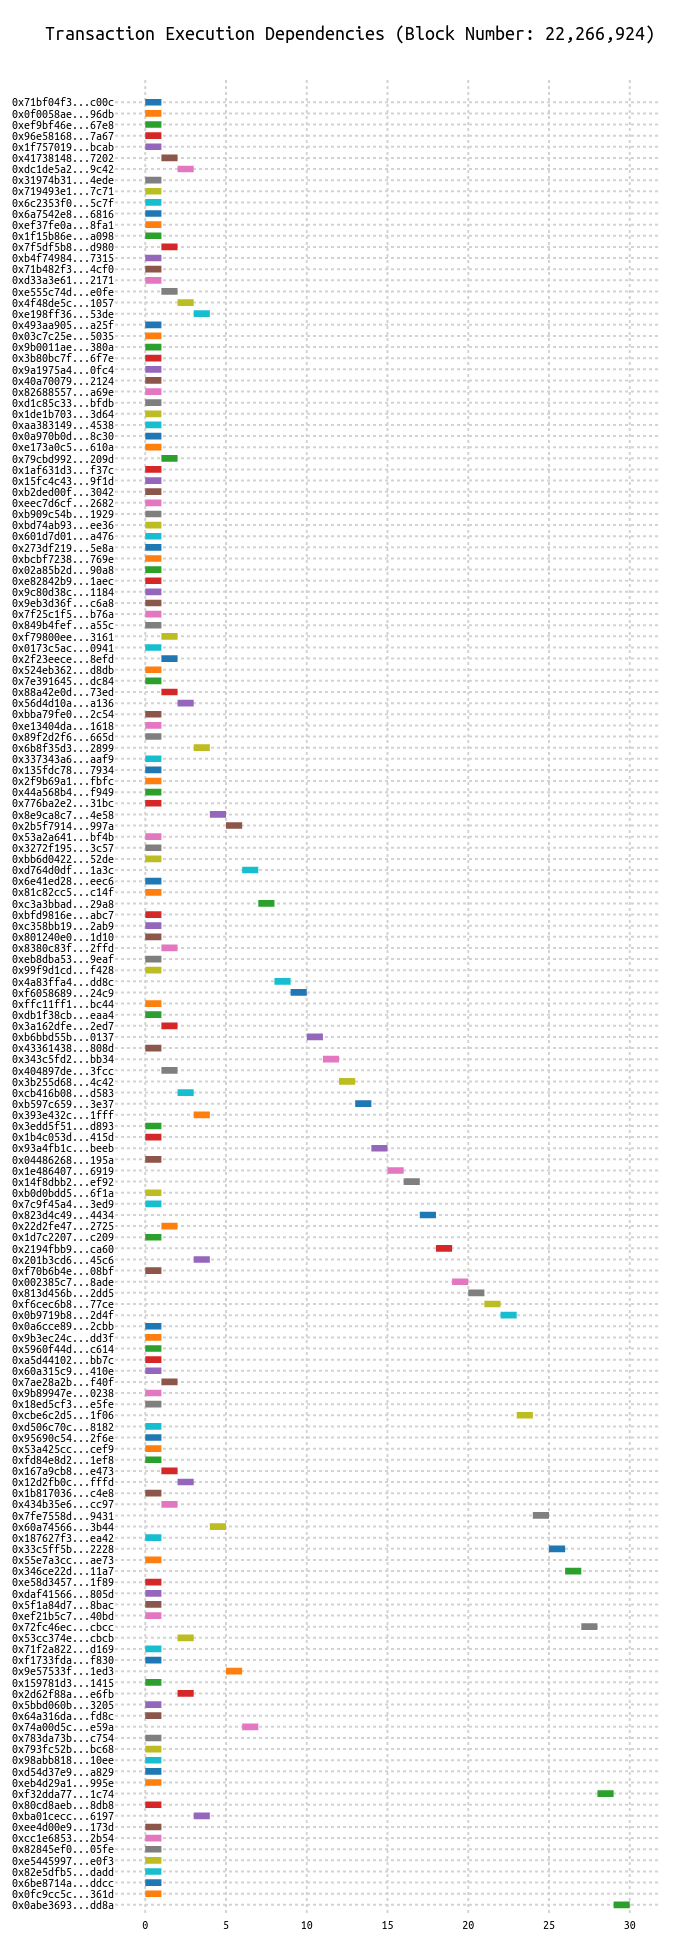 Transaction Execution Dependencies (Block Number: 22,266,924)
0x71bf04f3...c00c
0x0f0058ae...96db
0xef9bf46e...67e8
0x96e58168...7a67
0x1f757019...bcab
0x41738148...7202
0xdc1de5a2...9c42
0x31974b31...4ede
0x719493e1...7c71
0x6c2353f0...5c7f
0x6a7542e8...6816
0xef37fe0a...8fa1
0x1f15b86e...a098
0x7f5df5b8...d980
0xb4f74984...7315
0x71b482f3...4cf0
0xd33a3e61...2171
0xe555c74d...e0fe
0x4f48de5c...1057
0xe198ff36...53de
0x493aa905...a25f
0x03c7c25e...5035
0x9b0011ae...380a
0x3b80bc7f...6f7e
0x9a1975a4...0fc4
0x40a70079...2124
0x82688557...a69e
0xd1c85c33...bfdb
0x1de1b703...3d64
0xaa383149...4538
0x0a970b0d...8c30
0xe173a0c5...610a
0x79cbd992...209d
0x1af631d3...f37c
0x15fc4c43...9f1d
0xb2ded00f...3042
0xeec7d6cf...2682
0xb909c54b...1929
0xbd74ab93...ee36
0x601d7d01...a476
0x273df219...5e8a
0xbcbf7238...769e
0x02a85b2d...90a8
0xe82842b9...1aec
0x9c80d38c...1184
0x9eb3d36f...c6a8
0x7f25c1f5...b76a
0x849b4fef...a55c
0xf79800ee...3161
0x0173c5ac...0941
0x2f23eece...8efd
0x524eb362...d8db
0x7e391645...dc84
0x88a42e0d...73ed
0x56d4d10a...a136
0xbba79fe0...2c54
0xe13404da...1618
0x89f2d2f6...665d
0x6b8f35d3...2899
0x337343a6...aaf9
0x135fdc78...7934
0x2f9b69a1...fbfc
0x44a568b4...f949
0x776ba2e2...31bc
0x8e9ca8c7...4e58
0x2b5f7914...997a
0x53a2a641...bf4b
0x3272f195...3c57
0xbb6d0422...52de
0xd764d0df...1a3c
0x6e41ed28...eec6
0x81c82cc5...c14f
0xc3a3bbad...29a8
0xbfd9816e...abc7
0xc358bb19...2ab9
0x801240e0...1d10
0x8380c83f...2ffd
0xeb8dba53...9eaf
0x99f9d1cd...f428
0x4a83ffa4...dd8c
0xf6058689...24c9
0xffc11ff1...bc44
0xdb1f38cb...eaa4
0x3a162dfe...2ed7
0xb6bbd55b...0137
0x43361438...808d
0x343c5fd2...bb34
0x404897de...3fcc
0x3b255d68...4c42
0xcb416b08...d583
0xb597c659...3e37
0x393e432c...1fff
0x3edd5f51...d893
0x1b4c053d...415d
0x93a4fb1c...beeb
0x04486268...195a
0x1e486407...6919
0x14f8dbb2...ef92
0xb0d0bdd5...6f1a
0x7c9f45a4...3ed9
0x823d4c49...4434
0x22d2fe47...2725
0x1d7c2207...c209
0x2194fbb9...ca60
0x201b3cd6...45c6
0xf70b6b4e...08bf
0x002385c7...8ade
0x813d456b...2dd5
0xf6cec6b8...77ce
0x0b9719b8...2d4f
0x0a6cce89...2cbb
0x9b3ec24c...dd3f
0x5960f44d...c614
0xa5d44102...bb7c
0x60a315c9...410e
0x7ae28a2b...f40f
0x9b89947e...0238
0x18ed5cf3...e5fe
0xcbe6c2d5...1f06
0xd506c70c...8182
0x95690c54...2f6e
0x53a425cc...cef9
0xfd84e8d2...1ef8
0x167a9cb8...e473
0x12d2fb0c...fffd
0x1b817036...c4e8
0x434b35e6...cc97
0x7fe7558d...9431
0x60a74566...3b44
0x187627f3...ea42
0x33c5ff5b...2228
0x55e7a3cc...ae73
0x346ce22d...11a7
0xe58d3457...1f89
0xdaf41566...805d
0x5f1a84d7...8bac
0xef21b5c7...40bd
0x72fc46ec...cbcc
0x53cc374e...cbcb
0x71f2a822...d169
0xf1733fda...f830
0x9e57533f...1ed3
0x159781d3...1415
0x2d62f88a...e6fb
0x5bbd060b...3205
0x64a316da...fd8c
0x74a00d5c...e59a
0x783da73b...c754
0x793fc52b...bc68
0x98abb818...10ee
0xd54d37e9...a829
0xeb4d29a1...995e
0xf32dda77...1c74
0x80cd8aeb...8db8
0xba01cecc...6197
0xee4d00e9...173d
0xcc1e6853...2b54
0x82845ef0...05fe
0xe5445997...e0f3
0x82e5dfb5...dadd
0x6be8714a...ddcc
0x0fc9cc5c...361d
0x0abe3693...dd8a
0 5 10 15 20 25 30